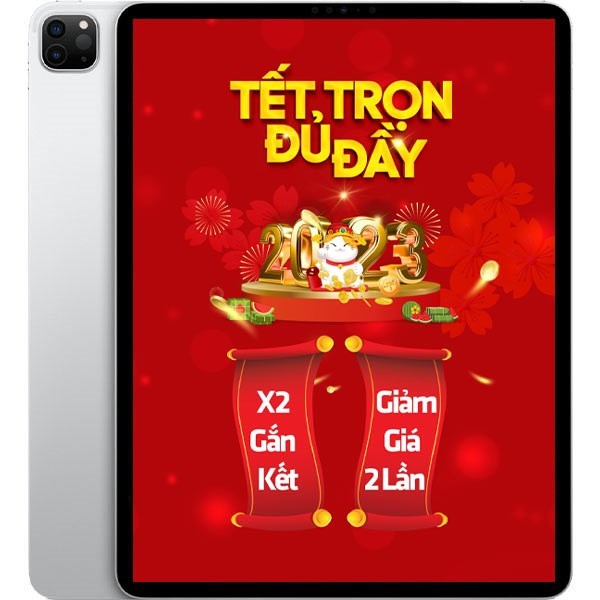 TẾT TRỌN
ĐỦ ĐẦY
2023
X2
Gắn
Kết
Giảm
Giá
2 Lần